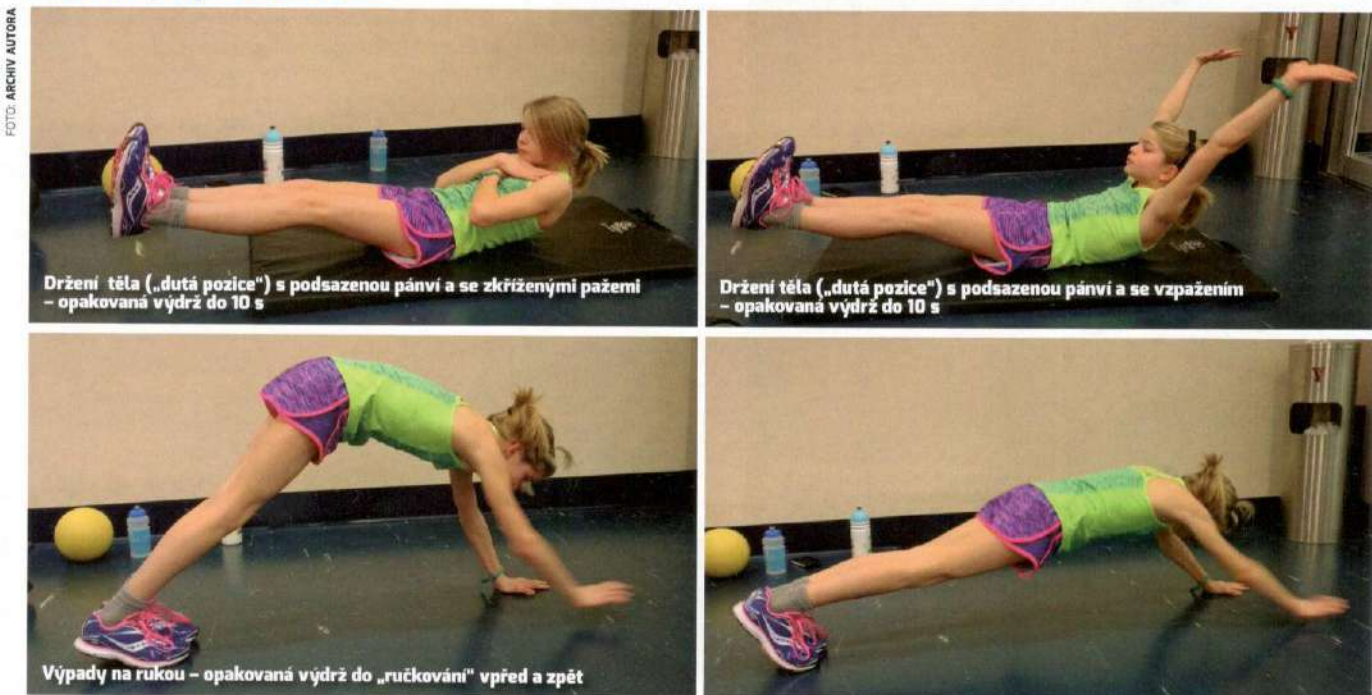 FOTO: ARCHIV AUTORA
Držení těla („dutá pozice“) s podsazenou pánví a se zkříženými pažemi
– opakovaná výdrž do 10 s
Držení těla („dutá pozice“) s podsazenou pánví a se vzpažením
– opakovaná výdrž do 10 s
Výpady na rukou – opakovaná výdrž do „ručkování“ vpřed a zpět